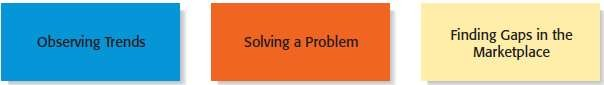 Observing Trends
Solving a Problem
Finding Gaps in the
Marketplace